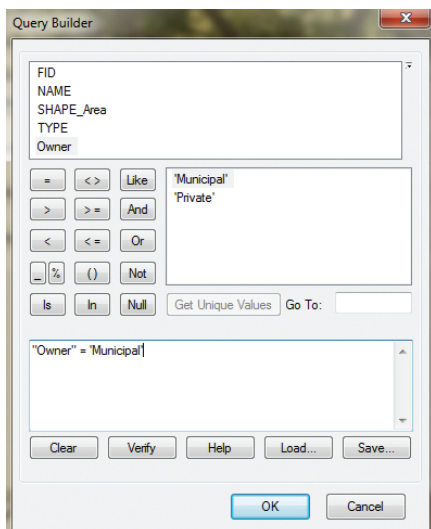 Query Builder
FID
NAME
SHAPE_Area
TYPE
Owner
= < > Like
> > = And
< < = Or
_ % () Not
Is In Null
'Municipal'
'Private'
Get Unique Values Go To:
"Owner" = 'Municipal'
Clear Verify Help Load... Save...
OK Cancel